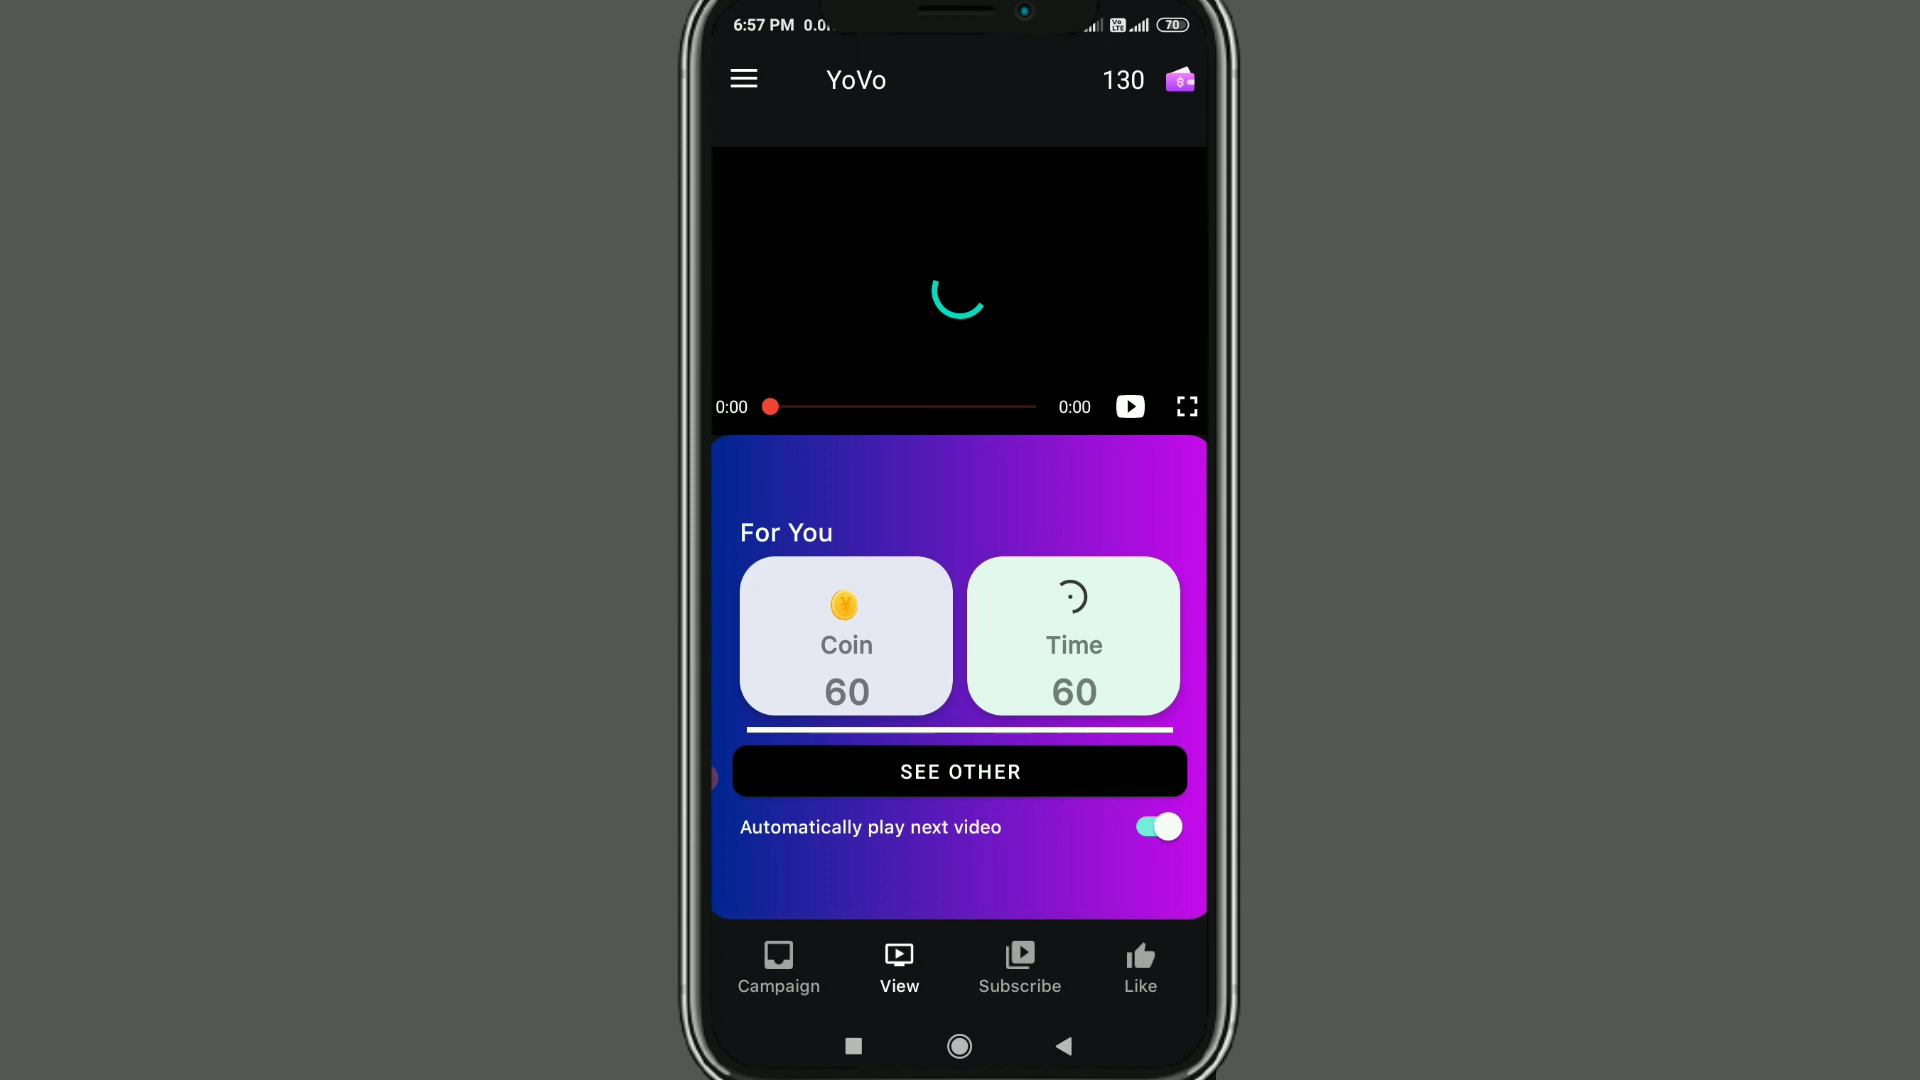 6:57 PM 0.0 70
YoVo 130
0:00 0:00
For You
Coin Time
60 60
SEE OTHER
Automatically play next video
Campaign View Subscribe Like